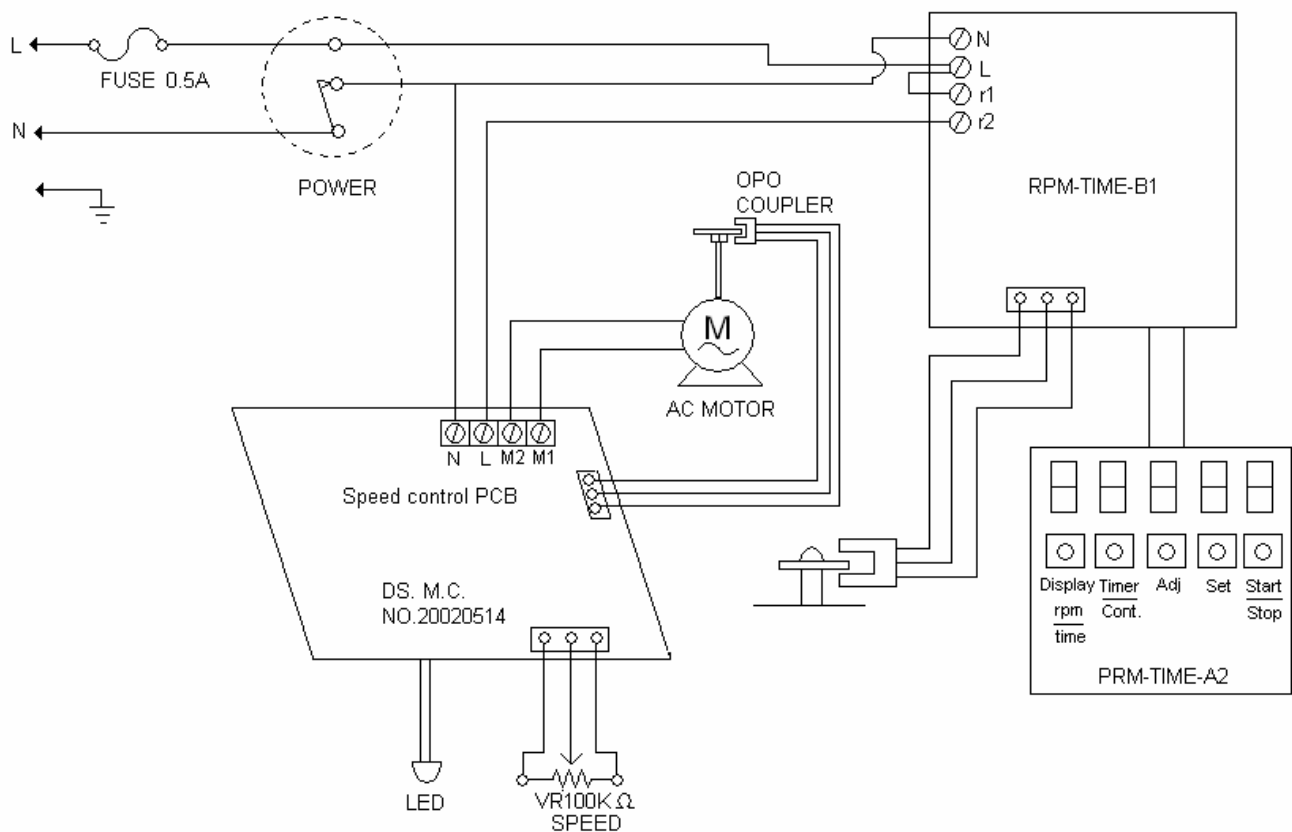 L
FUSE 0.5A
N
POWER
N
L
r1
r2
RPM-TIME-B1
OPO
COUPLER
M
AC MOTOR
N L M2 M1
Speed control PCB
DS. M.C.
NO.20020514
LED
VR100KΩ
SPEED
Display Timer Adj Set Start
rpm Cont. Stop
time
PRM-TIME-A2